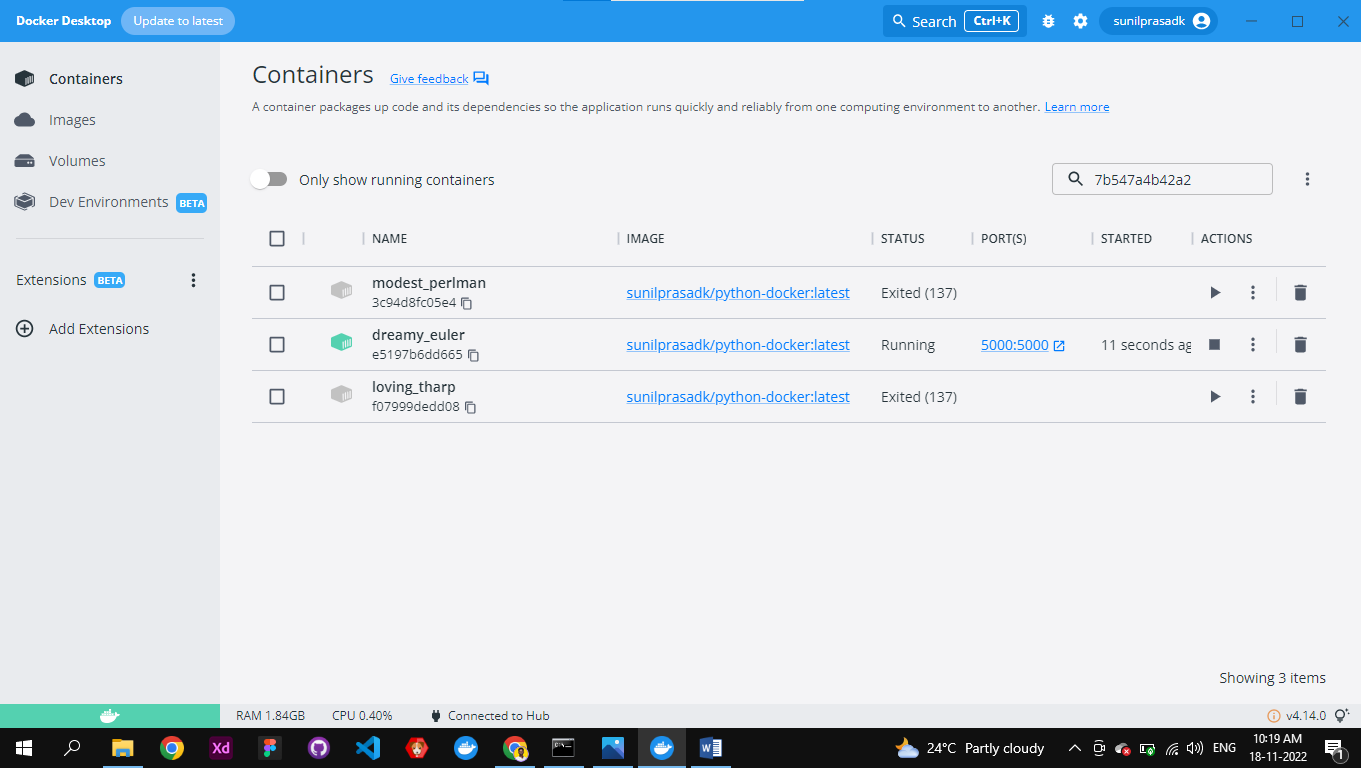 Docker Desktop Update to latest Search Ctrl+K sunilprasadk
Containers
Images
Volumes
Dev Environments BETA
Extensions BETA
Add Extensions
Containers Give feedback
A container packages up code and its dependencies so the application runs quickly and reliably from one computing environment to another. Learn more
Only show running containers 7b547a4b42a2
NAME IMAGE STATUS PORT(S) STARTED ACTIONS
modest_perlman
3c94d8fc05e4 sunilprasadk/python-docker:latest Exited (137)
dreamy_euler
e5197b6dd665 sunilprasadk/python-docker:latest Running 5000:5000 11 seconds ag
loving_tharp
f07999dedd08 sunilprasadk/python-docker:latest Exited (137)
Showing 3 items
RAM 1.84GB CPU 0.40% Connected to Hub v4.14.0
Xd 24°C Partly cloudy ENG 10:19 AM
18-11-2022 1